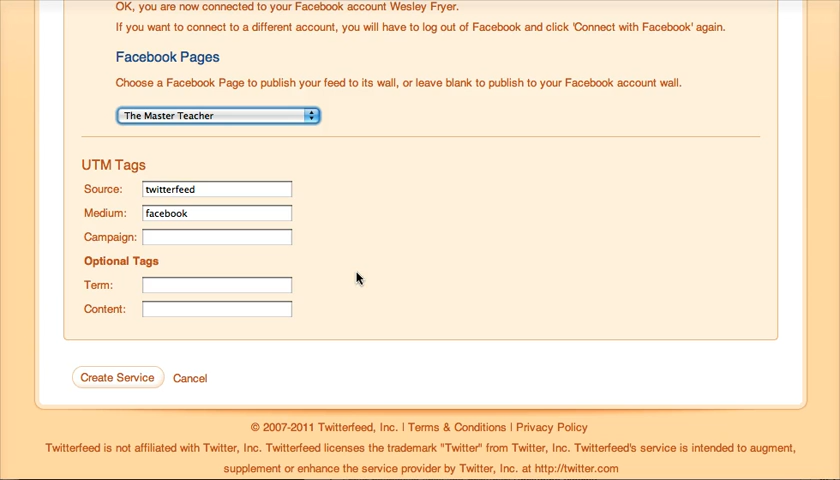 OK, you are now connected to your Facebook account Wesley Fryer.
If you want to connect to a different account, you will have to log out of Facebook and click 'Connect with Facebook' again.
Facebook Pages
Choose a Facebook Page to publish your feed to its wall, or leave blank to publish to your Facebook account wall.
The Master Teacher
UTM Tags
Source: twitterfeed
Medium: facebook
Campaign:
Optional Tags
Term:
Content:
Create Service Cancel
© 2007-2011 Twitterfeed, Inc. | Terms & Conditions | Privacy Policy
Twitterfeed is not affiliated with Twitter, Inc. Twitterfeed licenses the trademark "Twitter" from Twitter, Inc. Twitterfeed's service is intended to augment,
supplement or enhance the service provider by Twitter, Inc. at http://twitter.com